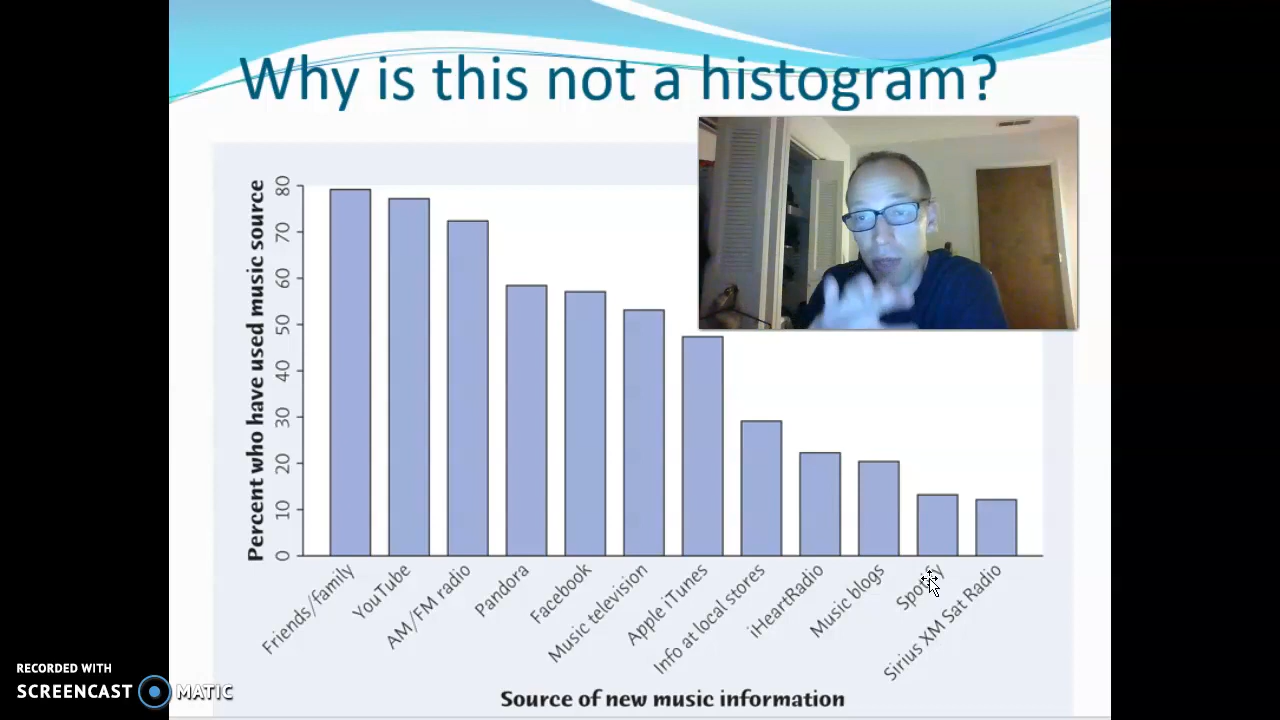 Why is this not a histogram?
Percent who have used music source
80
70
60
50
40
30
20
10
0
Friends/family
YouTube
AM/FM radio
Pandora
Facebook
Music television
Apple iTunes
Info at local stores
iHeartRadio
Music blogs
Spotify
Sirius XM Sat Radio
Source of new music information
RECORDED WITH
SCREENCAST MATIC